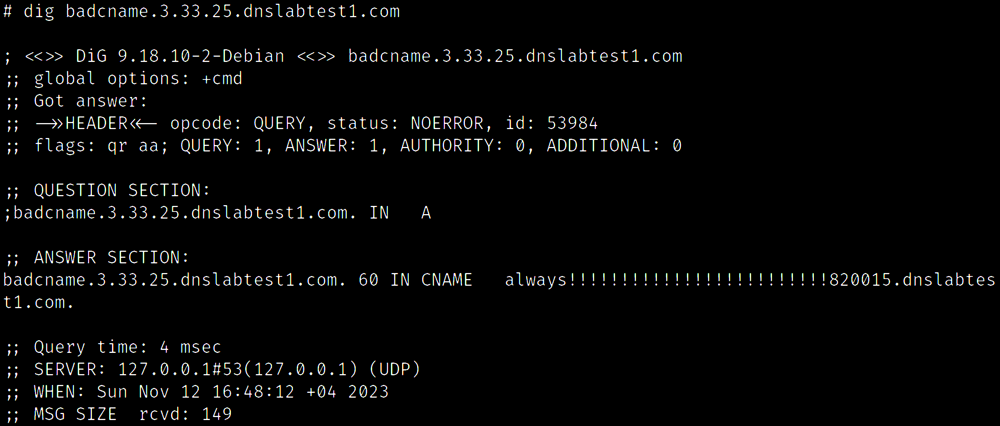 # dig badcname.3.33.25.dnslabtest1.com
; <<>> DiG 9.18.10-2-Debian <<>> badcname.3.33.25.dnslabtest1.com
;; global options: +cmd
;; Got answer:
;; ->>HEADER<<- opcode: QUERY, status: NOERROR, id: 53984
;; flags: qr aa; QUERY: 1, ANSWER: 1, AUTHORITY: 0, ADDITIONAL: 0
;; QUESTION SECTION:
;badcname.3.33.25.dnslabtest1.com. IN   A
;; ANSWER SECTION:
badcname.3.33.25.dnslabtest1.com. 60 IN CNAME   always!!!!!!!!!!!!!!!!!!!!!!!!!820015.dnslabtes
t1.com.
;; Query time: 4 msec
;; SERVER: 127.0.0.1#53(127.0.0.1) (UDP)
;; WHEN: Sun Nov 12 16:48:12 +04 2023
;; MSG SIZE  rcvd: 149